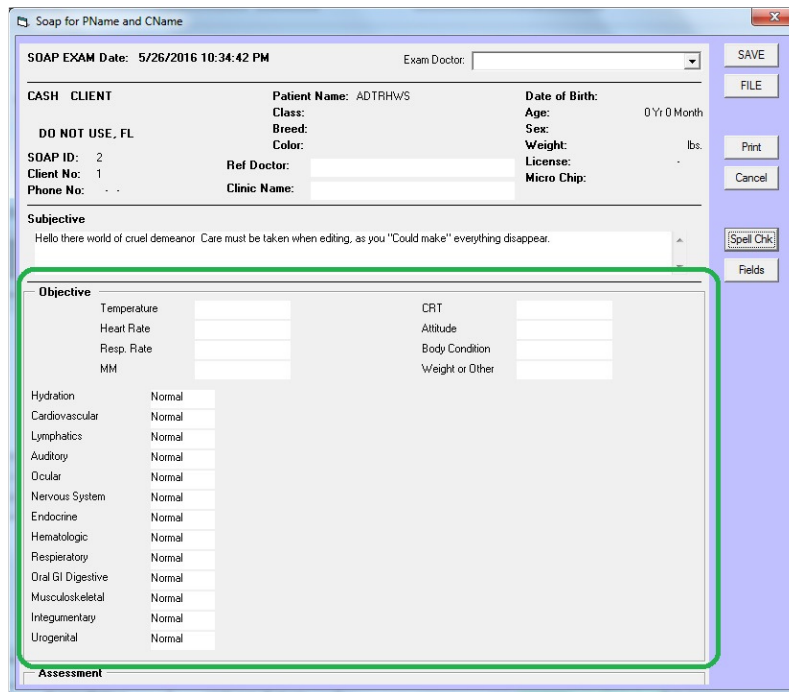 Soap for PName and CName
SOAP EXAM Date: 5/26/2016 10:34:42 PM Exam Doctor: SAVE
FILE
CASH CLIENT Patient Name: ADTRHWS Date of Birth:
Class: Age: 0 Yr 0 Month
DO NOT USE, FL Breed: Sex:
Color: Weight: lbs. Print
SOAP ID: 2 Ref Doctor: License: -
Client No: 1 Micro Chip: Cancel
Phone No: - - Clinic Name:
Subjective
Hello there world of cruel demeanor Care must be taken when editing, as you "Could make" everything disappear. Spell Chk
Fields
Objective
Temperature CRT
Heart Rate Attitude
Resp. Rate Body Condition
MM Weight or Other
Hydration Normal
Cardiovascular Normal
Lymphatics Normal
Auditory Normal
Ocular Normal
Nervous System Normal
Endocrine Normal
Hematologic Normal
Respieratory Normal
Oral GI Digestive Normal
Musculoskeletal Normal
Integumentary Normal
Urogenital Normal
Assessment